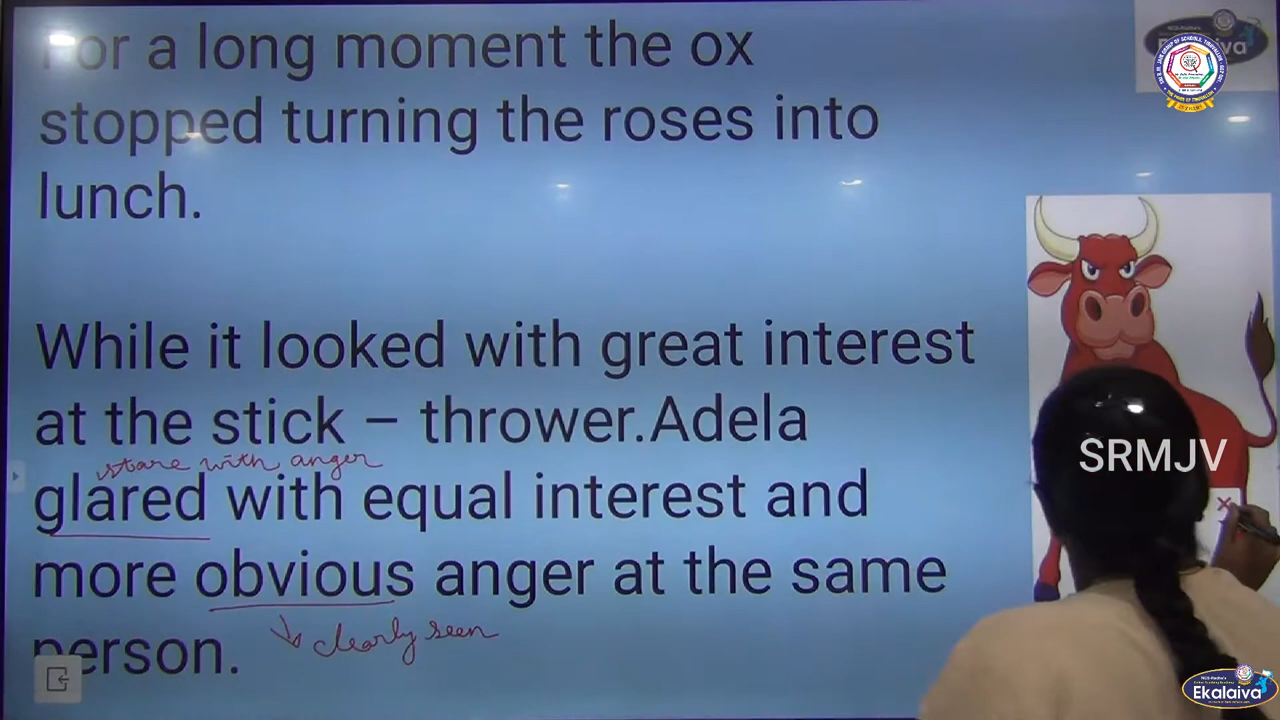 For a long moment the ox
stopped turning the roses into
lunch.
While it looked with great interest
at the stick – thrower.Adela
stare with anger
glared with equal interest and
more obvious anger at the same
clearly seen
person.
SRMJV
Ekalaiva